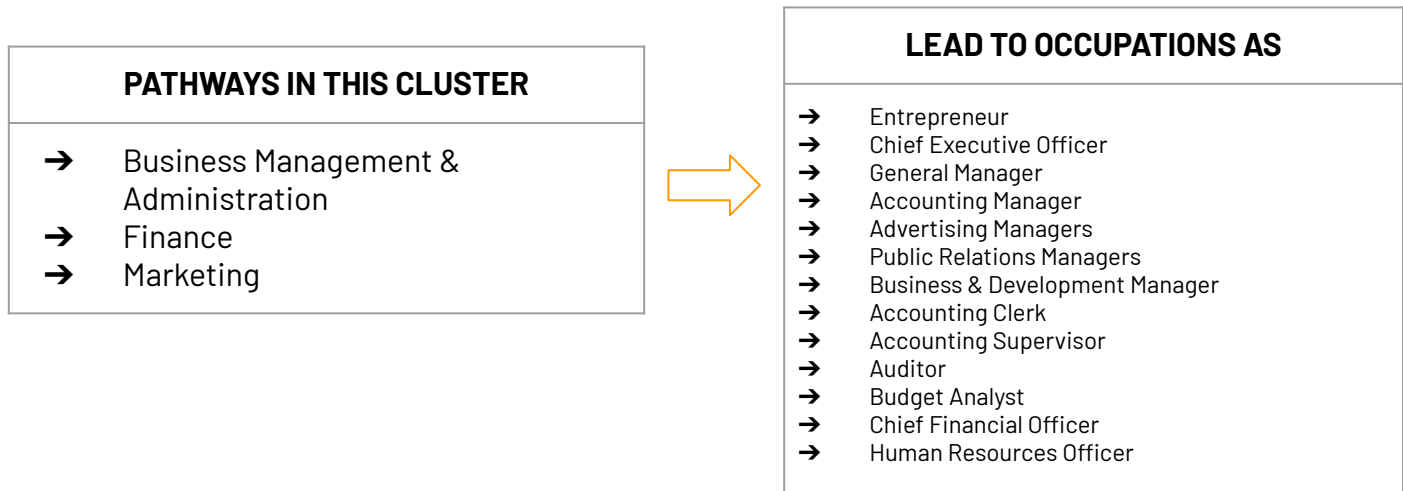 PATHWAYS IN THIS CLUSTER
➔ Business Management &
Administration
➔ Finance
➔ Marketing
LEAD TO OCCUPATIONS AS
➔ Entrepreneur
➔ Chief Executive Officer
➔ General Manager
➔ Accounting Manager
➔ Advertising Managers
➔ Public Relations Managers
➔ Business & Development Manager
➔ Accounting Clerk
➔ Accounting Supervisor
➔ Auditor
➔ Budget Analyst
➔ Chief Financial Officer
➔ Human Resources Officer